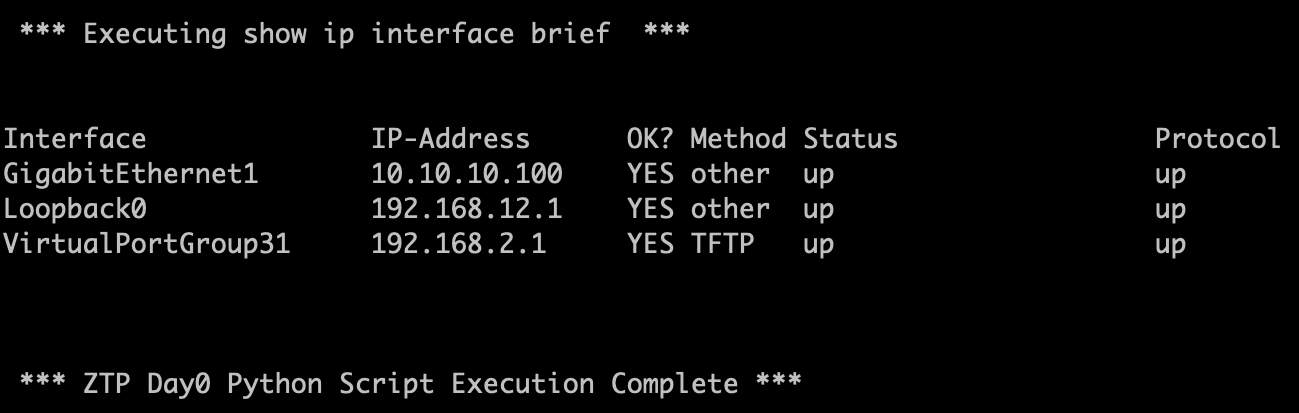 *** Executing show ip interface brief  ***
Interface              IP-Address      OK? Method Status                Protocol
GigabitEthernet1       10.10.10.100    YES other  up                    up
Loopback0              192.168.12.1    YES other  up                    up
VirtualPortGroup31     192.168.2.1     YES TFTP   up                    up
*** ZTP Day0 Python Script Execution Complete ***